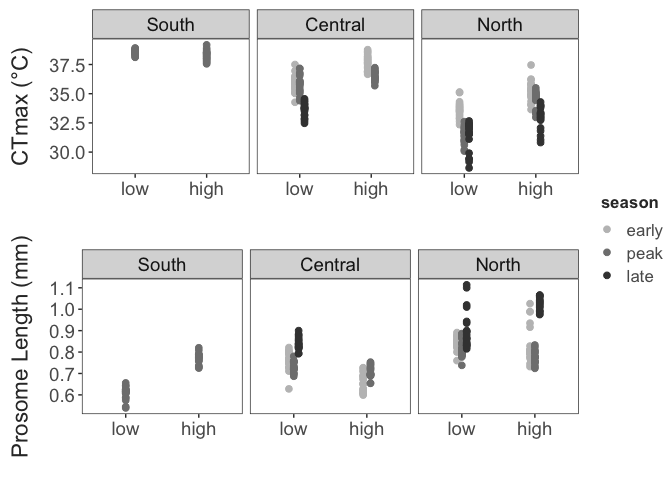 South Central North
CTmax (°C)
37.5
35.0
32.5
30.0
low high low high low high
season
early
peak
late
South Central North
Prosome Length (mm)
1.1
1.0
0.9
0.8
0.7
0.6
low high low high low high